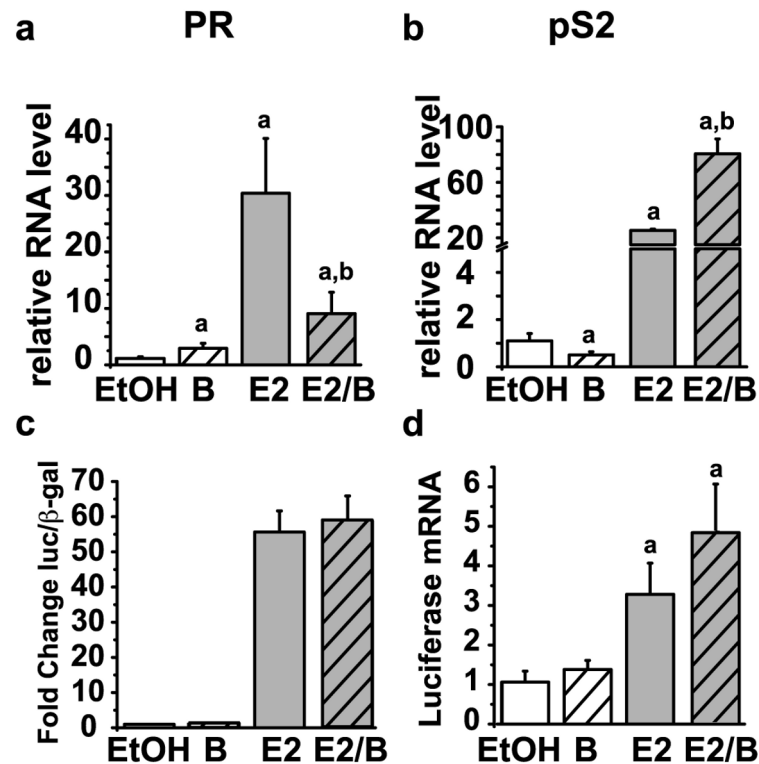 a PR
relative RNA level
40
30
20
10
0
a
a
a,b
EtOH B E2 E2/B
b pS2
relative RNA level
100
60
20
4
2
0
a
a
a,b
EtOH B E2 E2/B
c
Fold Change luc/β-gal
70
60
50
40
30
20
10
0
EtOH B E2 E2/B
d
Luciferase mRNA
6
5
4
3
2
1
0
a
a
EtOH B E2 E2/B